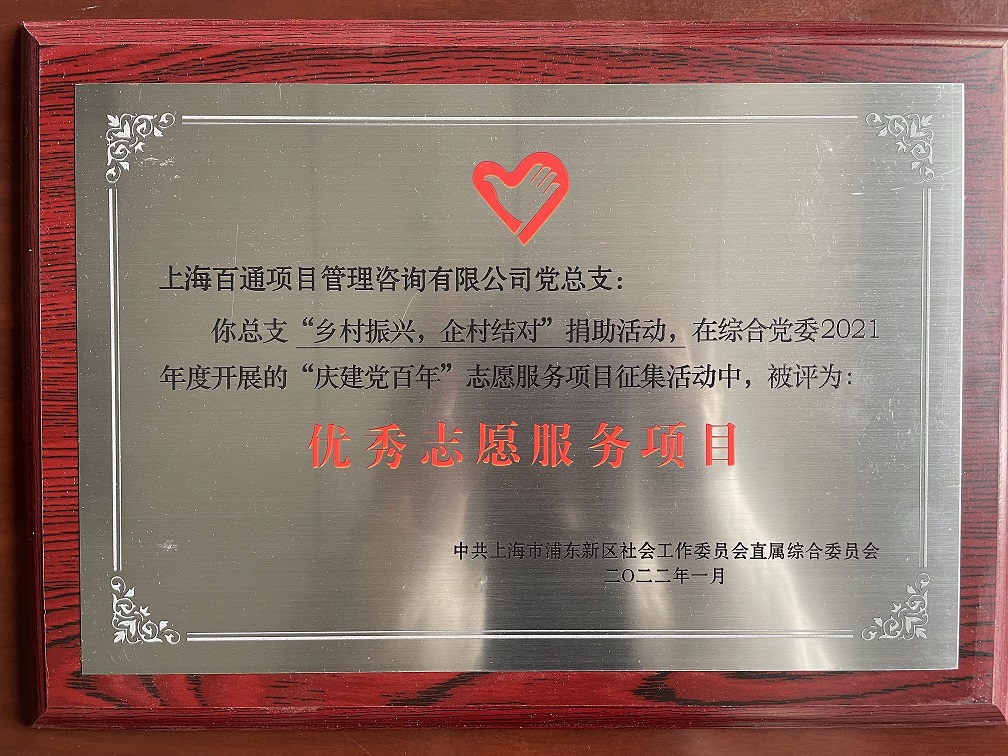 上海百通项目管理咨询有限公司党总支：
你总支“乡村振兴，企村结对”捐助活动，在综合党委2021
年度开展的“庆建党百年”志愿服务项目征集活动中，被评为：
优秀志愿服务项目
中共上海市浦东新区社会工作委员会直属综合委员会
二〇二二年一月